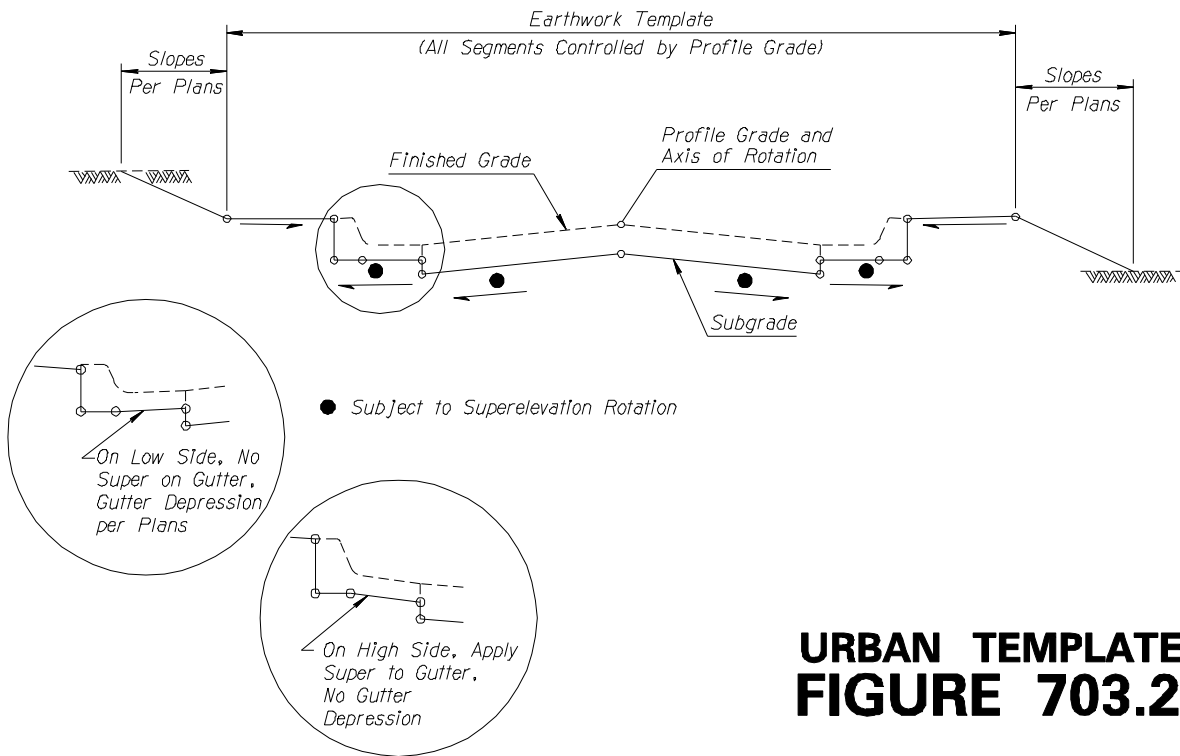 Earthwork Template
(All Segments Controlled by Profile Grade)
Slopes
Per Plans
Slopes
Per Plans
Profile Grade and
Axis of Rotation
Finished Grade
Subgrade
Subject to Superelevation Rotation
On Low Side, No
Super on Gutter,
Gutter Depression
per Plans
On High Side, Apply
Super to Gutter,
No Gutter
Depression
URBAN TEMPLATE
FIGURE 703.2